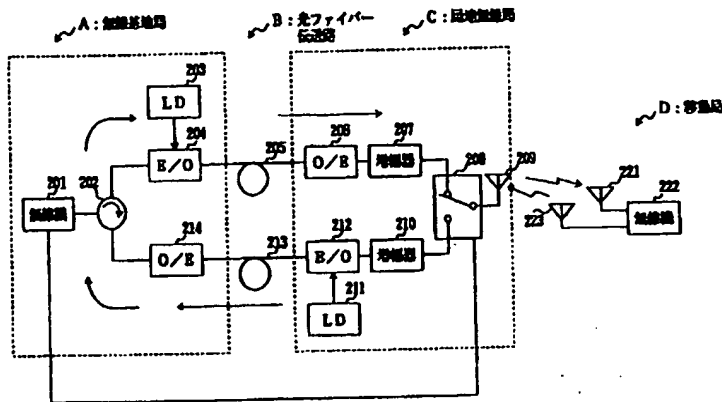 A:無線基地局
B:光ファイバー
伝送路
C:局地無線局
D:移動局
203
LD
204
E/O
205
206
O/E
207
増幅器
208
209
201
無線機
202
221
222
無線機
223
214
O/E
213
212
E/O
210
増幅器
211
LD